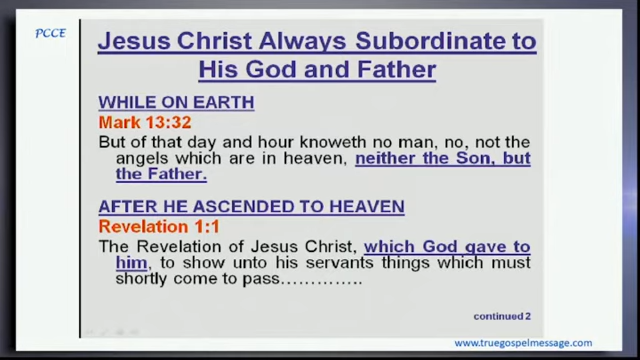 PCCE
Jesus Christ Always Subordinate to
His God and Father
WHILE ON EARTH
Mark 13:32
But of that day and hour knoweth no man, no, not the
angels which are in heaven, neither the Son, but
the Father.
AFTER HE ASCENDED TO HEAVEN
Revelation 1:1
The Revelation of Jesus Christ, which God gave to
him, to show unto his servants things which must
shortly come to pass…………..
continued 2
www.truegospelmessage.com